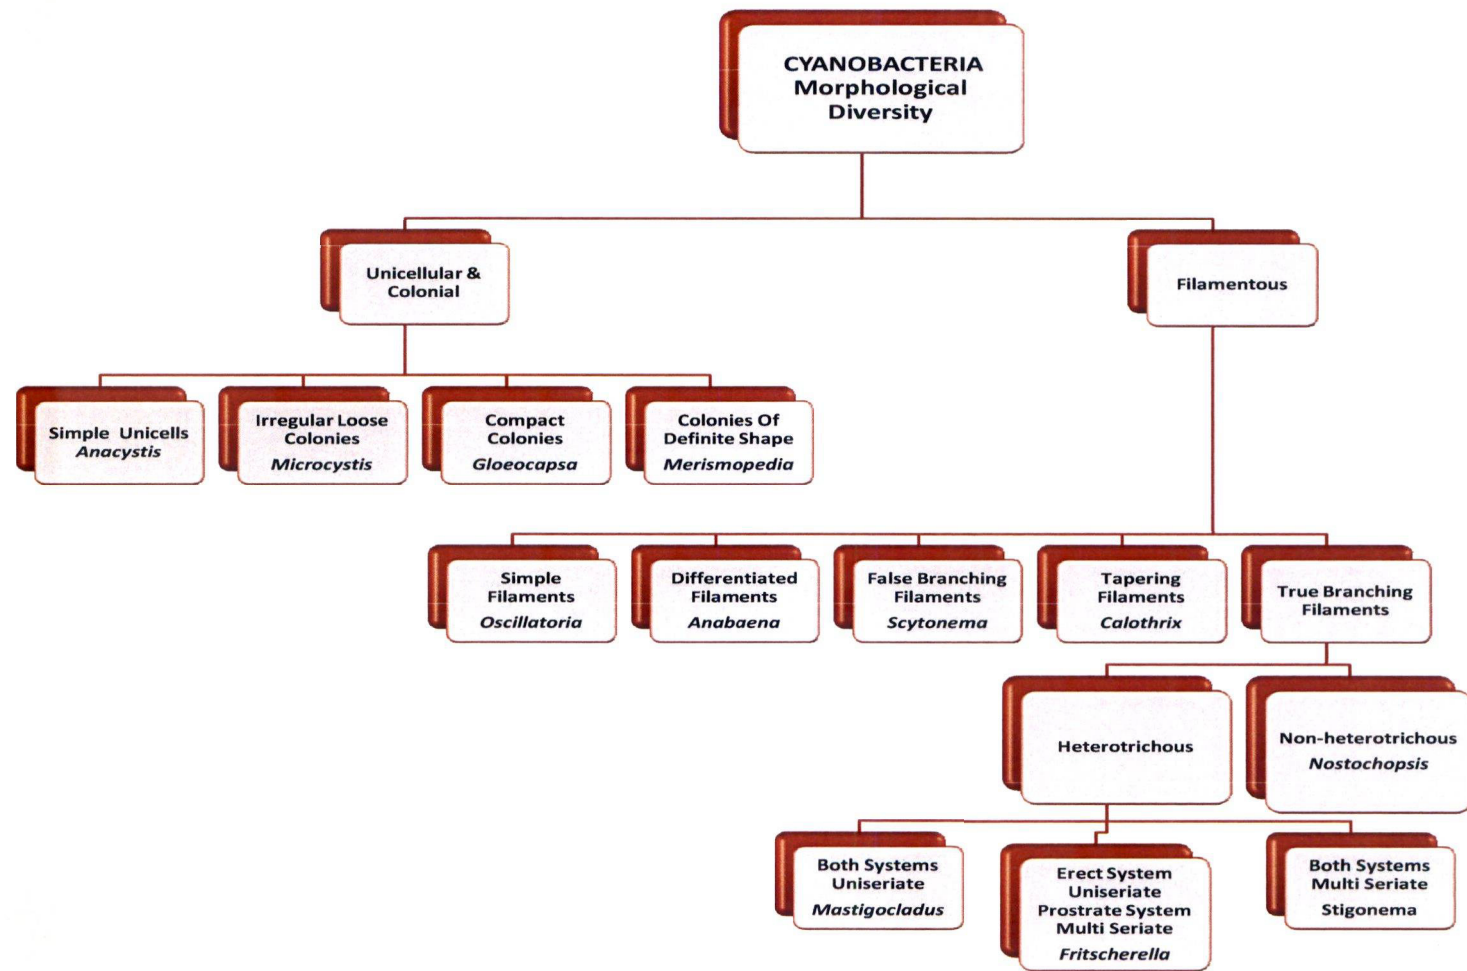 CYANOBACTERIA
Morphological
Diversity
Unicellular &
Colonial
Filamentous
Simple Unicells
Anacystis
Irregular Loose
Colonies
Microcystis
Compact
Colonies
Gloeocapsa
Colonies Of
Definite Shape
Merismopedia
Simple
Filaments
Oscillatoria
Differentiated
Filaments
Anabaena
False Branching
Filaments
Scytonema
Tapering
Filaments
Calothrix
True Branching
Filaments
Heterotrichous
Non-heterotrichous
Nostochopsis
Both Systems
Uniseriate
Mastigocladus
Erect System
Uniseriate
Prostrate System
Multi Seriate
Fritscherella
Both Systems
Multi Seriate
Stigonema